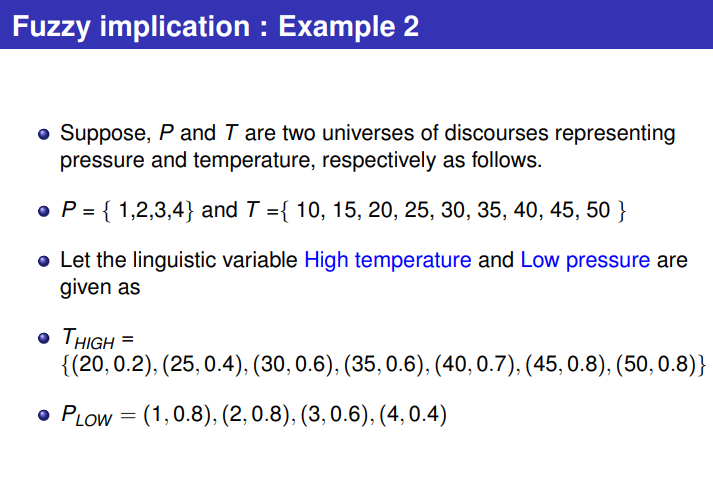 Fuzzy implication : Example 2
Suppose, P and T are two universes of discourses representing
pressure and temperature, respectively as follows.
P = { 1,2,3,4} and T ={ 10, 15, 20, 25, 30, 35, 40, 45, 50 }
Let the linguistic variable High temperature and Low pressure are
given as
T_HIGH =
{(20, 0.2), (25, 0.4), (30, 0.6), (35, 0.6), (40, 0.7), (45, 0.8), (50, 0.8)}
P_LOW = (1, 0.8), (2, 0.8), (3, 0.6), (4, 0.4)